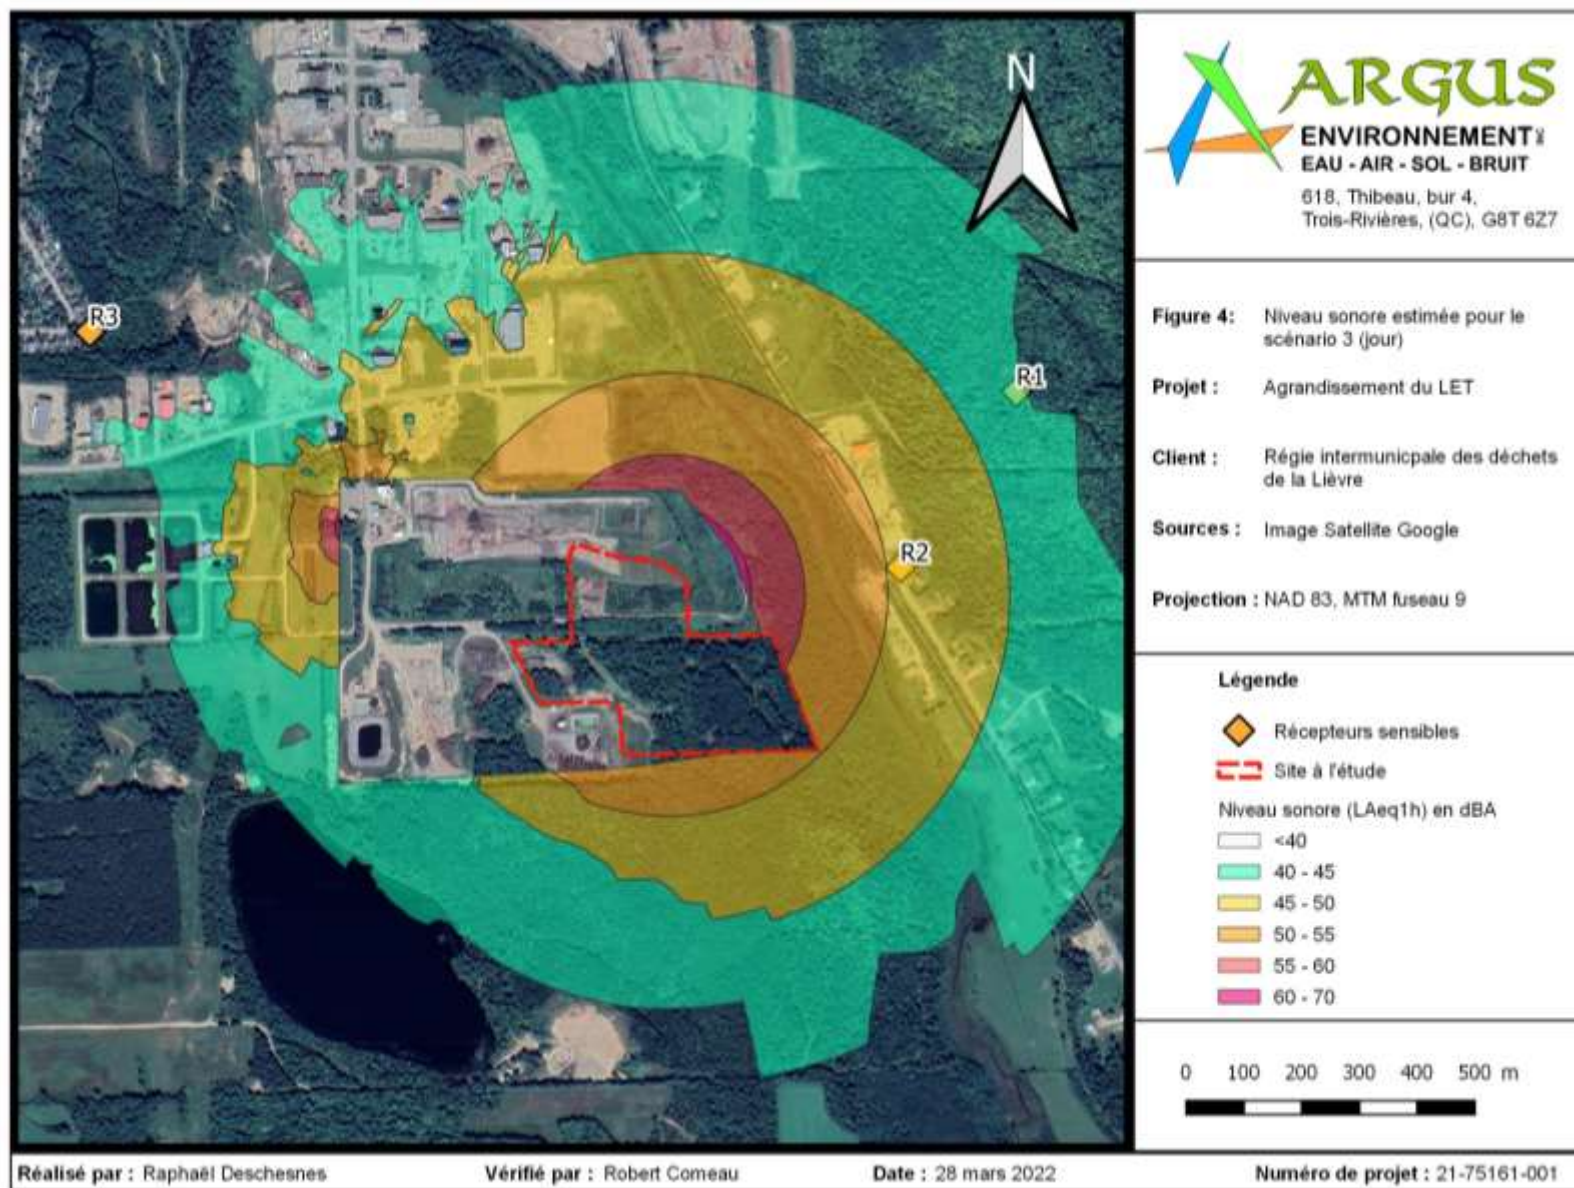 N
R3
R1
R2
ARGUS
ENVIRONNEMENT INC
EAU - AIR - SOL - BRUIT
618, Thibeau, bur 4,
Trois-Rivières, (QC), G8T 6Z7
Figure 4: Niveau sonore estimée pour le
scénario 3 (jour)
Projet : Agrandissement du LET
Client : Régie intermunicpale des déchets
de la Lièvre
Sources : Image Satellite Google
Projection : NAD 83, MTM fuseau 9
Légende
Récepteurs sensibles
Site à l'étude
Niveau sonore (LAeq1h) en dBA
<40
40 - 45
45 - 50
50 - 55
55 - 60
60 - 70
0 100 200 300 400 500 m
Réalisé par : Raphaël Deschesnes Vérifié par : Robert Comeau Date : 28 mars 2022 Numéro de projet : 21-75161-001